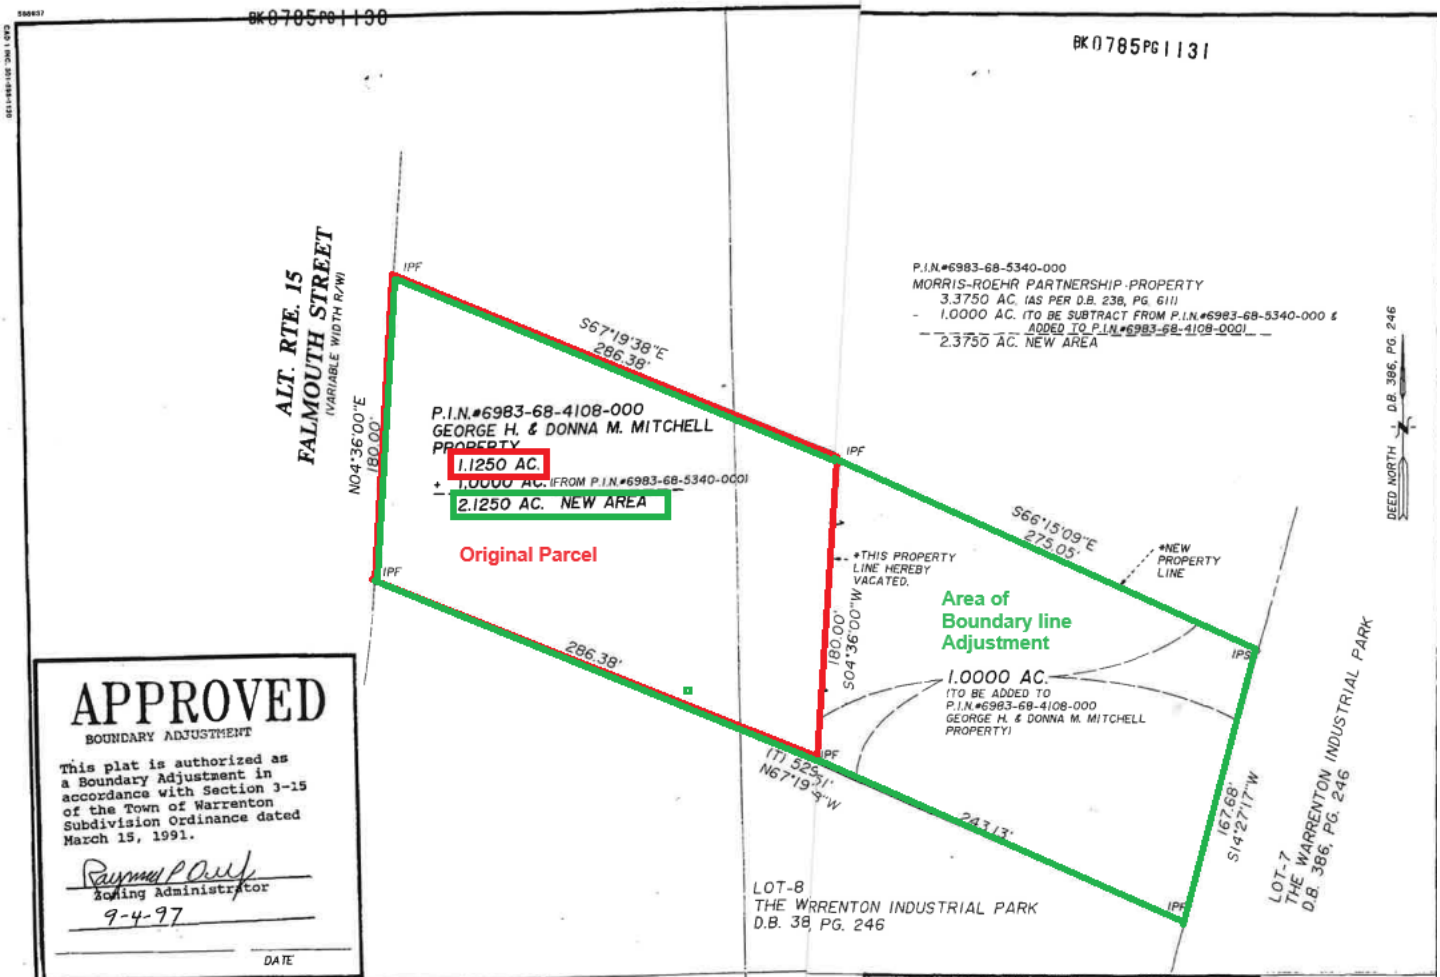 BK0785PG1130
BK0785PG1131
ALT. RTE. 15
FALMOUTH STREET
(VARIABLE WIDTH R/W)
N04°36'00"E
180.00'
IPF
S67°19'38"E
286.38'
P.I.N.#6983-68-5340-000
MORRIS-ROEHR PARTNERSHIP PROPERTY
3.3750 AC. (AS PER D.B. 238, PG. 611)
- 1.0000 AC. (TO BE SUBTRACT FROM P.I.N.#6983-68-5340-000 &
ADDED TO P.I.N.#6983-68-4108-000)
2.3750 AC. NEW AREA
DEED NORTH
N
D.B. 386, PG. 246
P.I.N.#6983-68-4108-000
GEORGE H. & DONNA M. MITCHELL
PROPERTY
1.1250 AC.
+ 1.0000 AC. (FROM P.I.N.#6983-68-5340-000)
2.1250 AC. NEW AREA
Original Parcel
IPF
IPF
S66°15'09"E
275.05'
*NEW
PROPERTY
LINE
*THIS PROPERTY
LINE HEREBY
VACATED.
180.00'
S04°36'00"W
Area of
Boundary line
Adjustment
1.0000 AC.
(TO BE ADDED TO
P.I.N.#6983-68-4108-000
GEORGE H. & DONNA M. MITCHELL
PROPERTY)
IPS
286.38'
IPF
(T) 529.51'
N67°19' "W
243.13'
167.68'
S14°27'17"W
IPF
LOT-7
THE WARRENTON INDUSTRIAL PARK
D.B. 386, PG. 246
LOT-8
THE WRRENTON INDUSTRIAL PARK
D.B. 38 PG. 246
APPROVED
BOUNDARY ADJUSTMENT
This plat is authorized as
a Boundary Adjustment in
accordance with Section 3-15
of the Town of Warrenton
Subdivision Ordinance dated
March 15, 1991.
Zoning Administrator
9-4-97
DATE